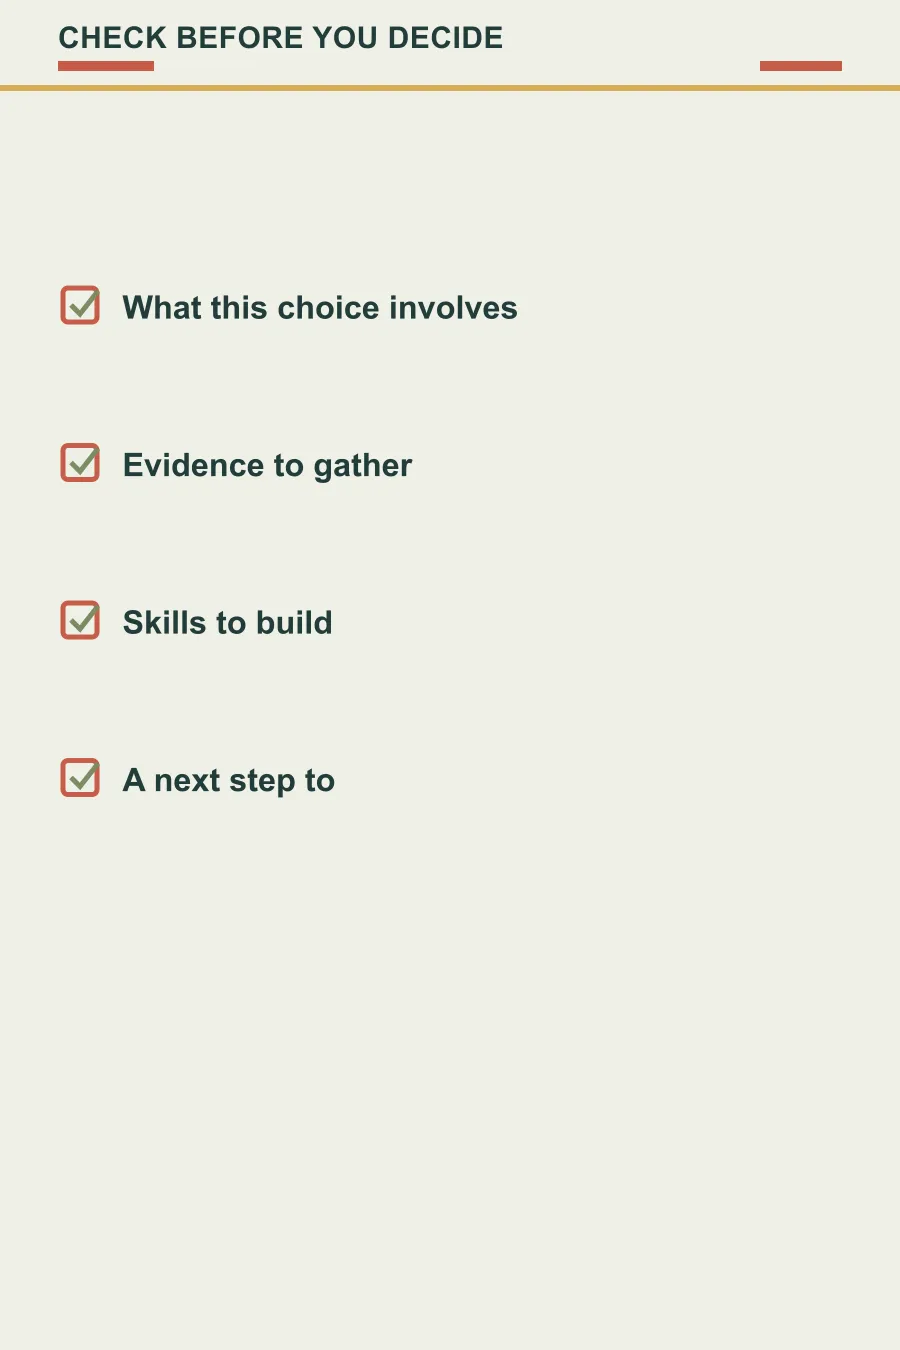 CHECK BEFORE YOU DECIDE
What this choice involves
Evidence to gather
Skills to build
A next step to